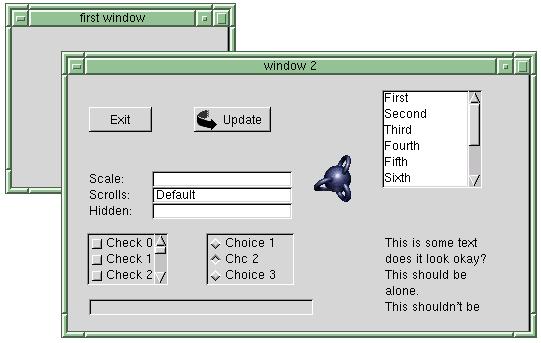 first window
window 2
Exit
Update
First
Second
Third
Fourth
Fifth
Sixth
Scale:
Scrolls: Default
Hidden:
Check 0
Check 1
Check 2
Choice 1
Chc 2
Choice 3
This is some text
does it look okay?
This should be
alone.
This shouldn't be